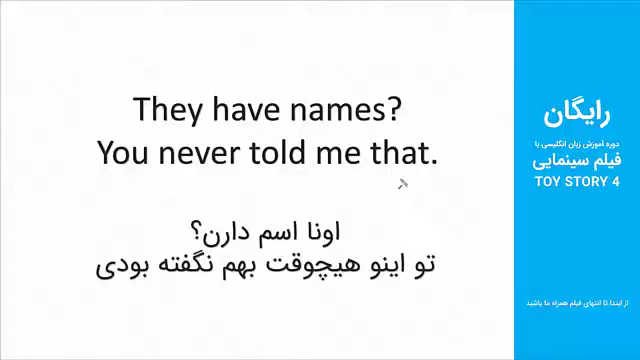 They have names?
You never told me that.
اونا اسم دارن؟
تو اینو هیچوقت بهم نگفته بودی
رایگان
دوره آموزش زبان انگلیسی با
فیلم سینمایی
TOY STORY 4
از ابتدا تا انتهای فیلم همراه ما باشید